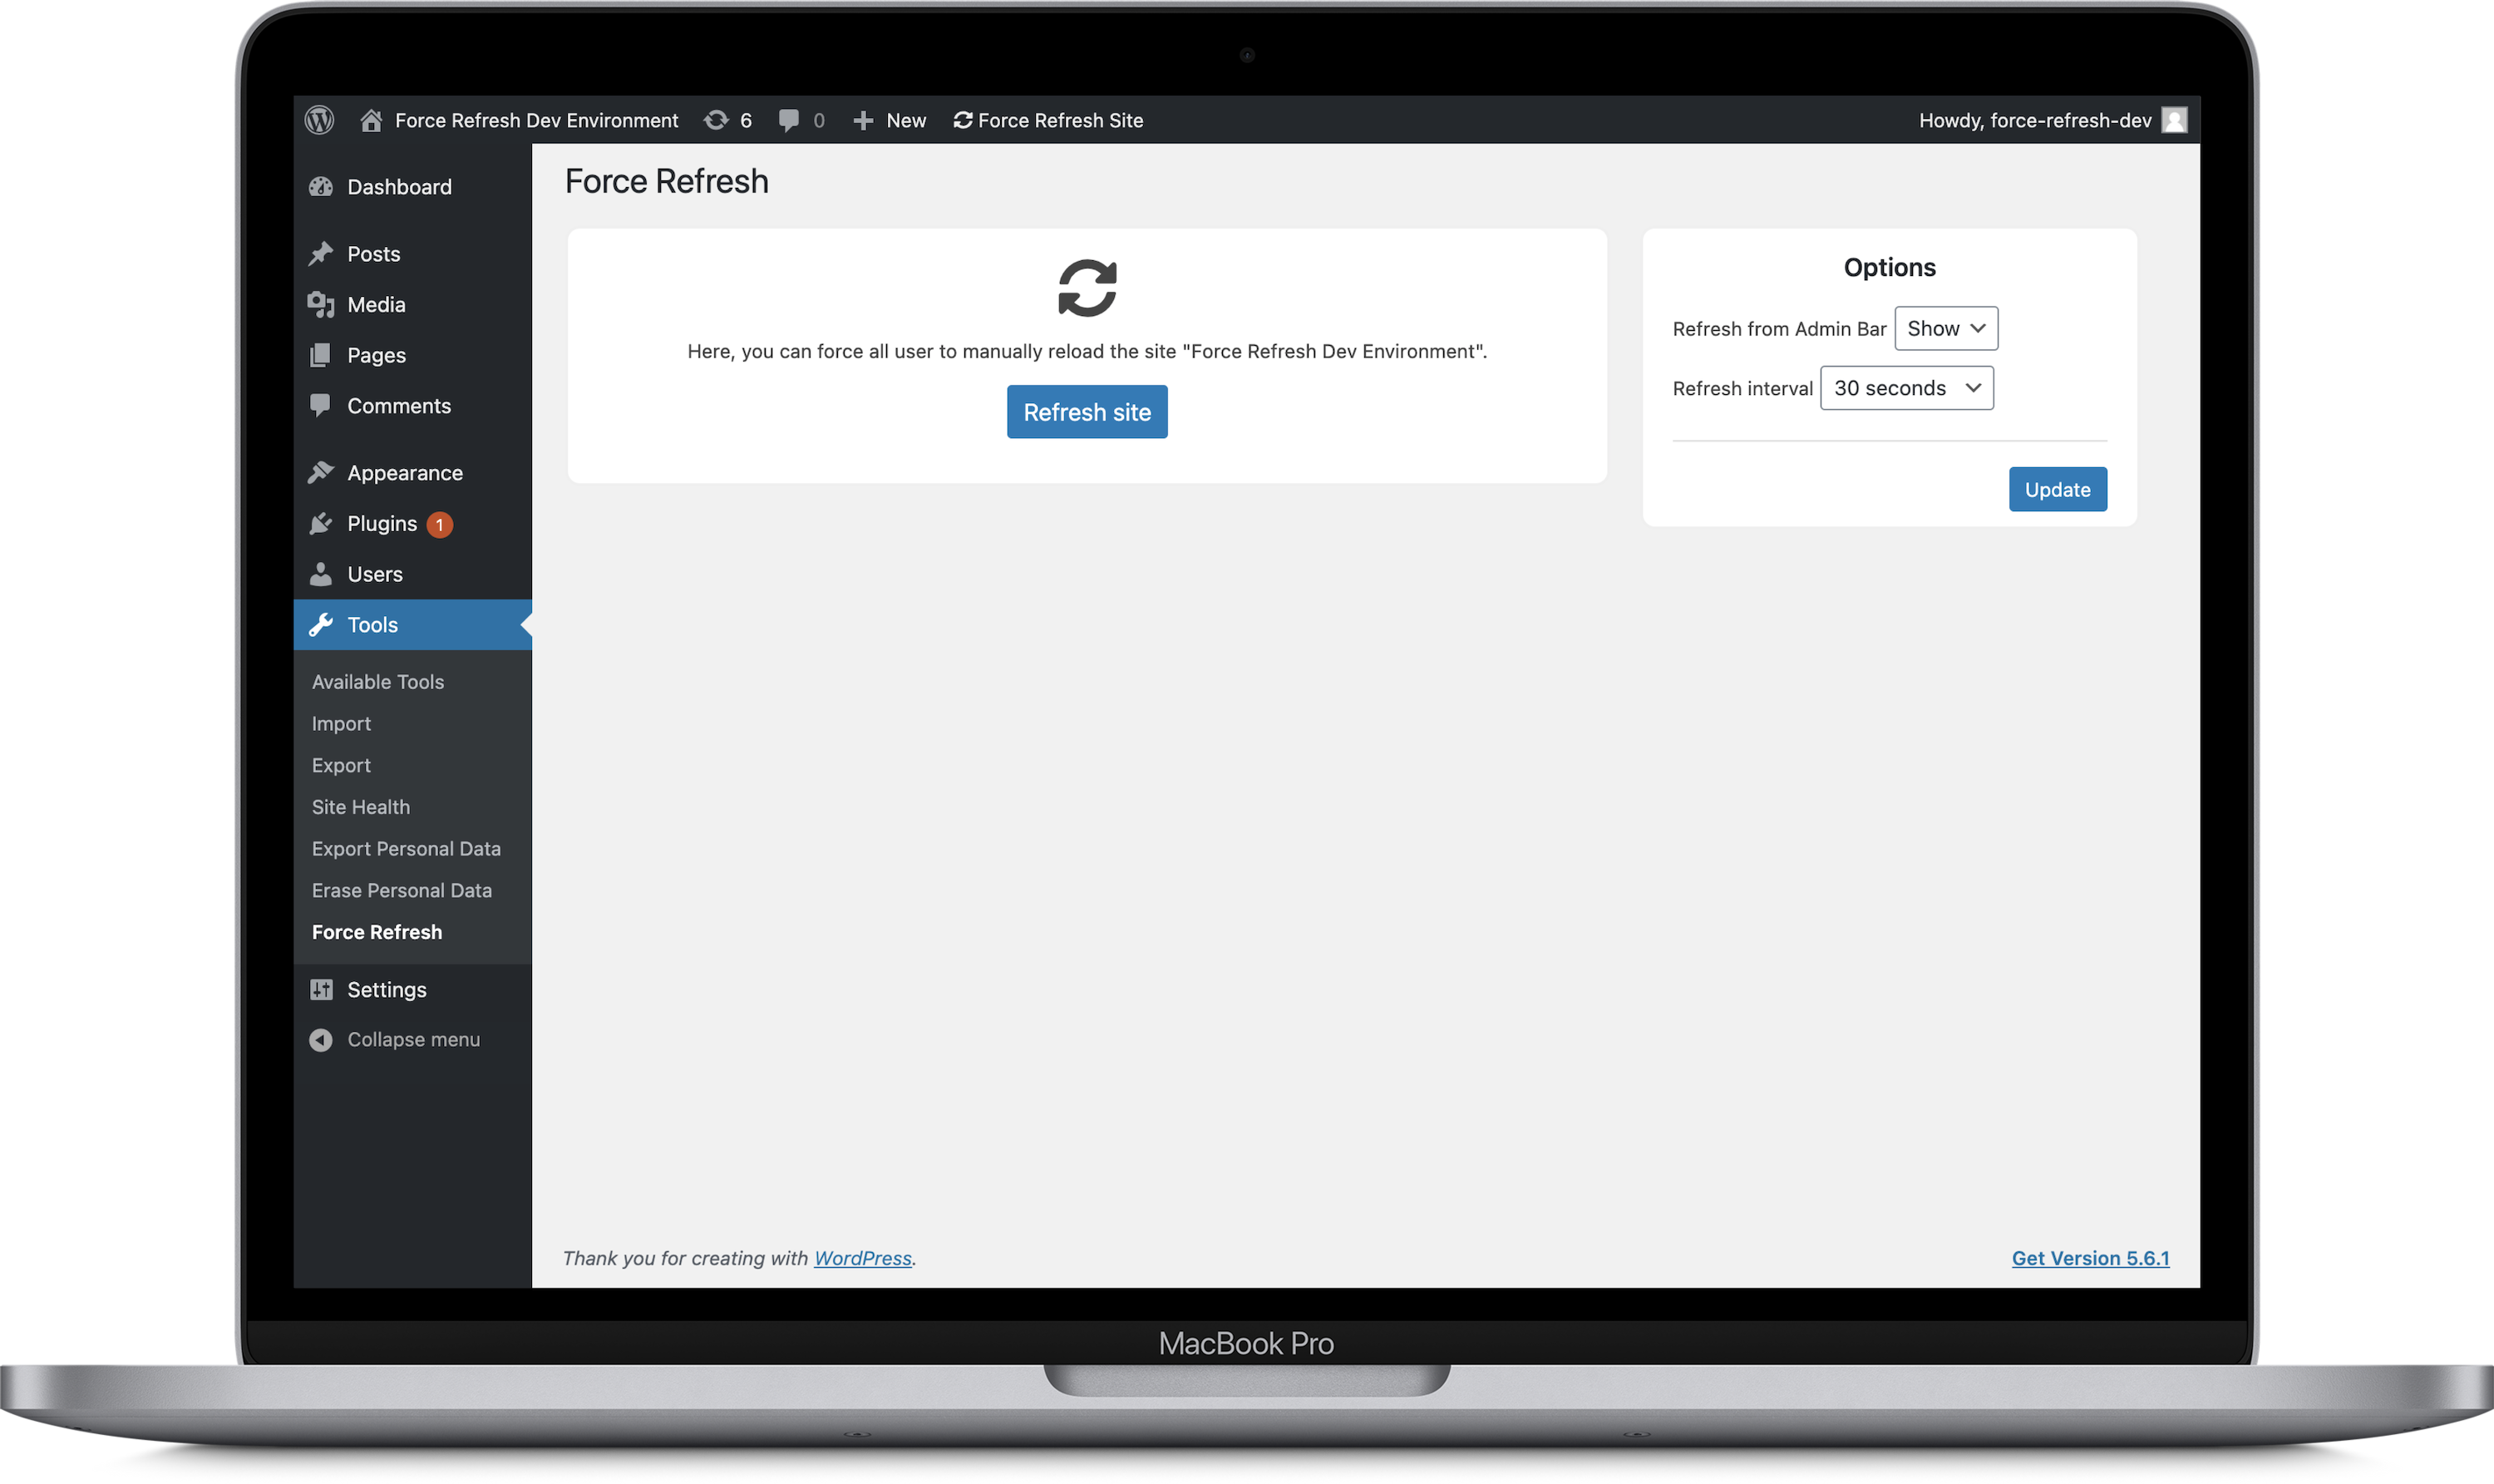 Force Refresh Dev Environment 6 0 New Force Refresh Site Howdy, force-refresh-dev
Dashboard
Posts
Media
Pages
Comments
Appearance
Plugins 1
Users
Tools
Available Tools
Import
Export
Site Health
Export Personal Data
Erase Personal Data
Force Refresh
Settings
Collapse menu
Force Refresh
Here, you can force all user to manually reload the site "Force Refresh Dev Environment".
Refresh site
Options
Refresh from Admin Bar Show
Refresh interval 30 seconds
Update
Thank you for creating with WordPress.
Get Version 5.6.1
MacBook Pro